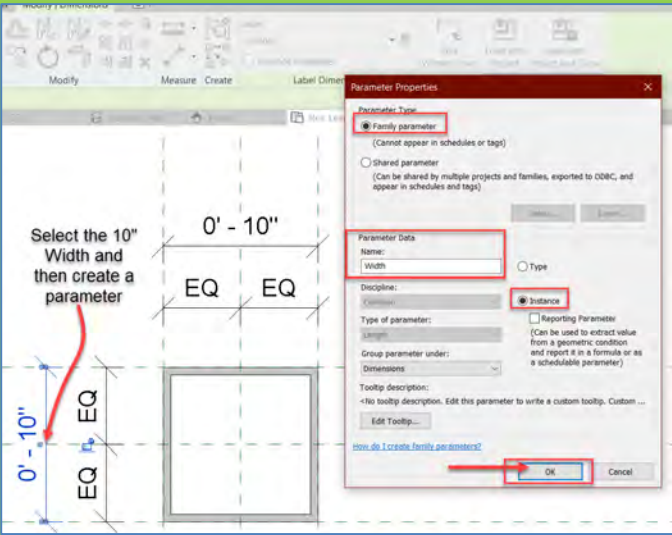 Modify | Dimensions
Modify
Measure
Create
Label Dimen
Parameter Properties
Parameter Type
Family parameter
(Cannot appear in schedules or tags)
Shared parameter
(Can be shared by multiple projects and families, exported to ODBC, and
appear in schedules and tags)
Parameter Data
Name:
Width
Type
Discipline:
Common
Instance
Type of parameter:
Length
Reporting Parameter
(Can be used to extract value
from a geometric condition
and report it in a formula or as
a schedulable parameter)
Group parameter under:
Dimensions
Tooltip description:
<No tooltip description. Edit this parameter to write a custom tooltip. Custom ...
Edit Tooltip...
How do I create family parameters?
OK
Cancel
Select the 10"
Width and
then create a
parameter
0' - 10"
EQ
EQ
0' - 10"
EQ
EQ